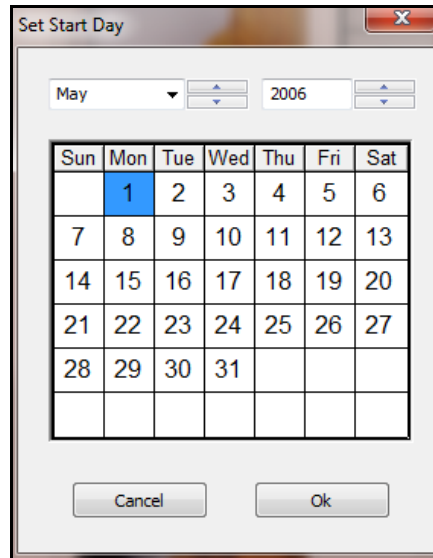 Set Start Day
May 2006
Sun Mon Tue Wed Thu Fri Sat
1 2 3 4 5 6
7 8 9 10 11 12 13
14 15 16 17 18 19 20
21 22 23 24 25 26 27
28 29 30 31
Cancel Ok